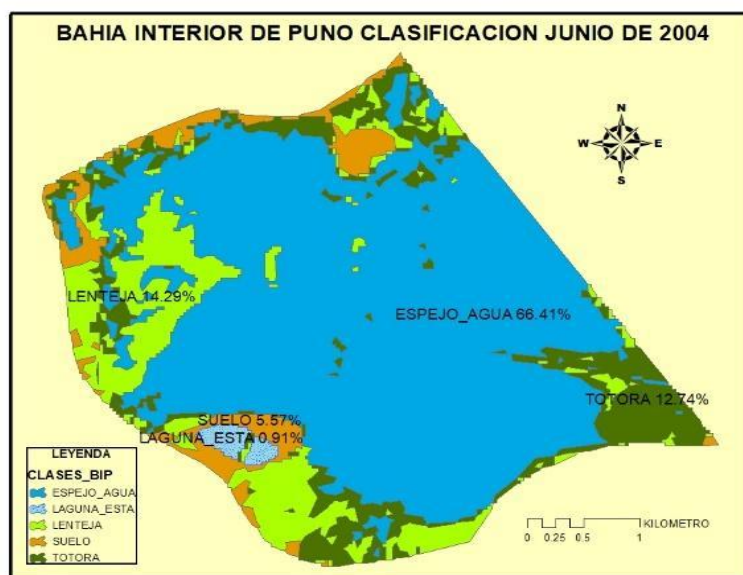 BAHIA INTERIOR DE PUNO CLASIFICACION JUNIO DE 2004
N
W E
S
LENTEJA 14.29%
ESPEJO_AGUA 66.41%
TOTORA 12.74%
SUELO 5.57%
LAGUNA_ESTA 0.91%
LEYENDA
CLASES_BIP
ESPEJO_AGUA
LAGUNA_ESTA
LENTEJA
SUELO
TOTORA
KILOMETRO
0 0.25 0.5 1